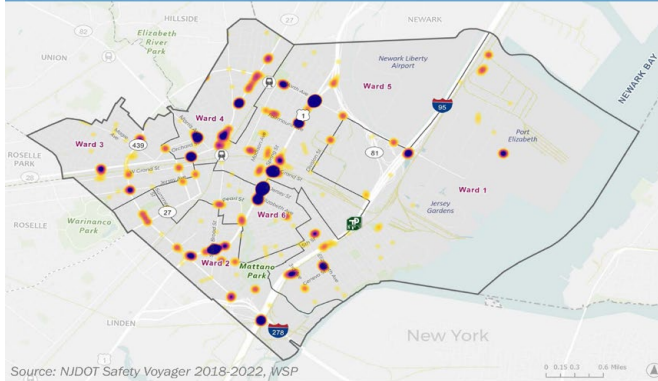 HILLSIDE
27
NEWARK
Elizabeth
River
Park
UNION
Newark Liberty
Airport
NEWARK BAY
Ward 5
95
1
Ward 4
Port
Elizabeth
Ward 3
439
ROSELLE
PARK
81
W Grand St
Ward 1
Jersey
Gardens
ROSELLE
27
Warinanco
Park
Ward 6
Ward 2
Mattano
Park
LINDEN
278
New York
Source: NJDOT Safety Voyager 2018-2022, WSP
0 0.15 0.3 0.6 Miles